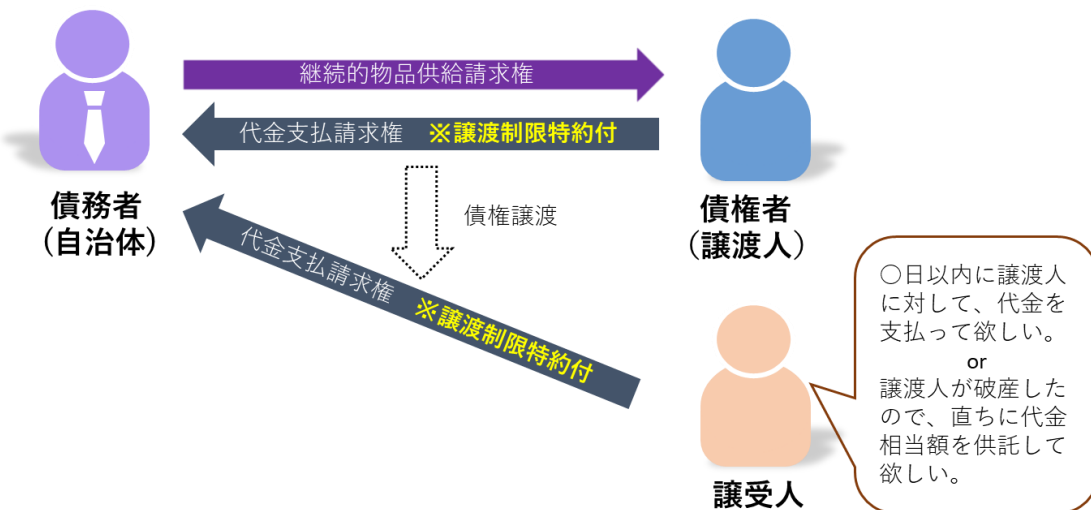 継続的物品供給請求権
代金支払請求権　※譲渡制限特約付
債務者
（自治体）
債権者
（譲渡人）
債権譲渡
代金支払請求権　※譲渡制限特約付
○日以内に譲渡人
に対して、代金を
支払って欲しい。
or
譲渡人が破産した
ので、直ちに代金
相当額を供託して
欲しい。
譲受人